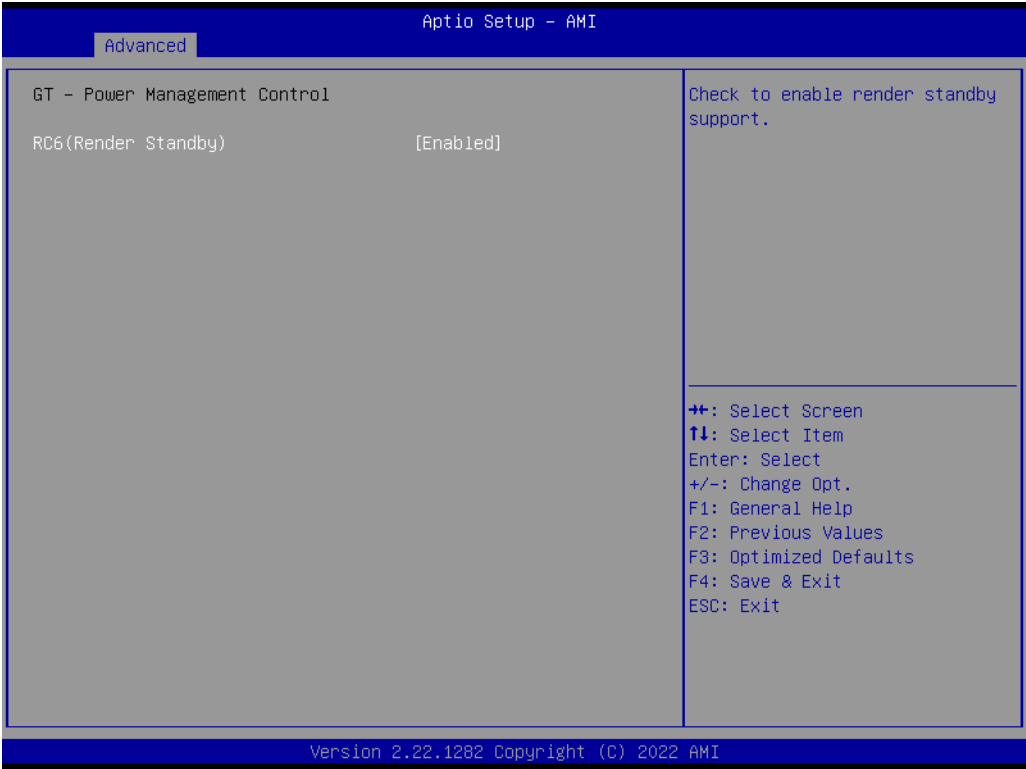 Aptio Setup – AMI
Advanced
GT – Power Management Control
RC6(Render Standby) [Enabled]
Check to enable render standby
support.
→←: Select Screen
↑↓: Select Item
Enter: Select
+/-: Change Opt.
F1: General Help
F2: Previous Values
F3: Optimized Defaults
F4: Save & Exit
ESC: Exit
Version 2.22.1282 Copyright (C) 2022 AMI